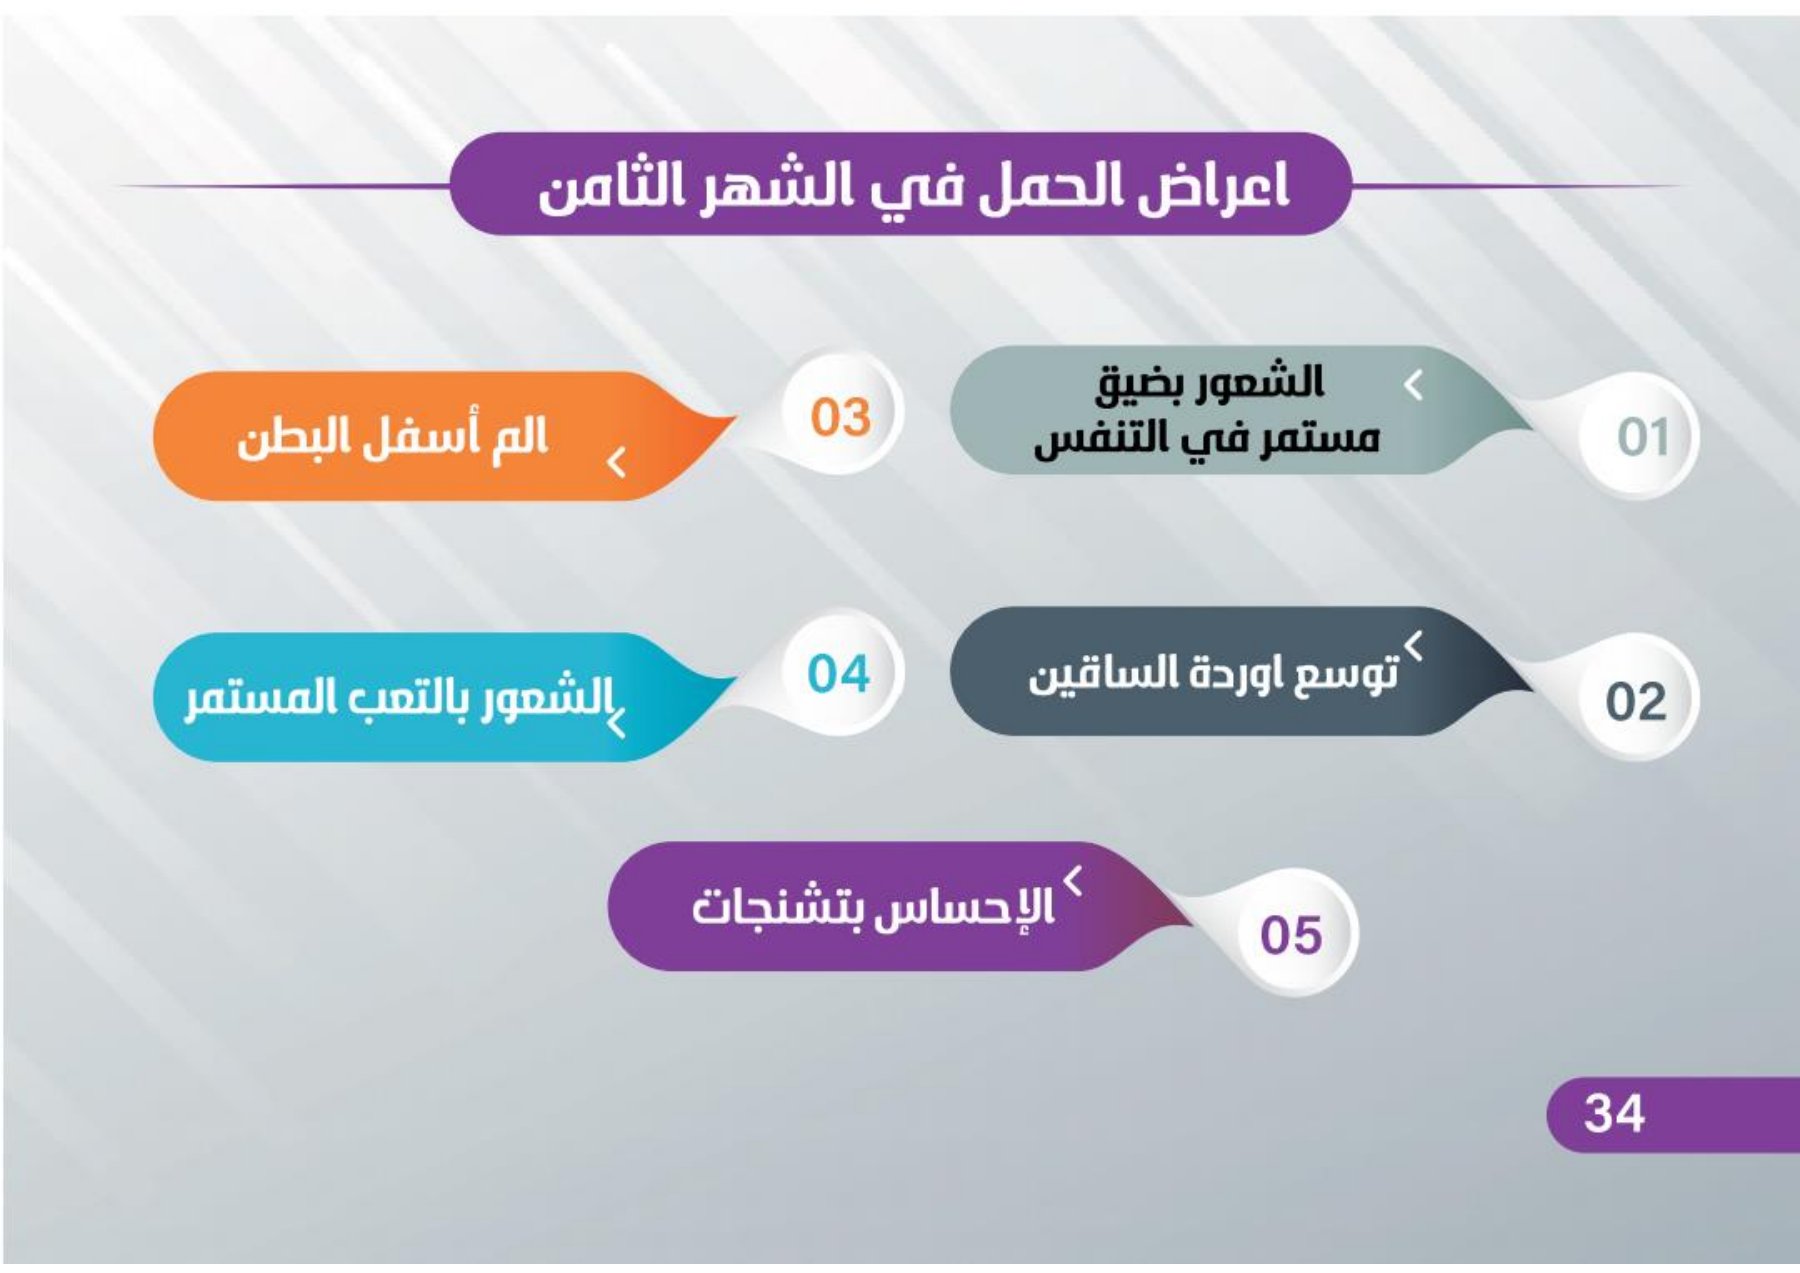 اعراض الحمل في الشهر الثامن
01
الشعور بضيق
مستمر في التنفس
02
توسع اوردة الساقين
03
الم أسفل البطن
04
الشعور بالتعب المستمر
05
الإحساس بتشنجات
34